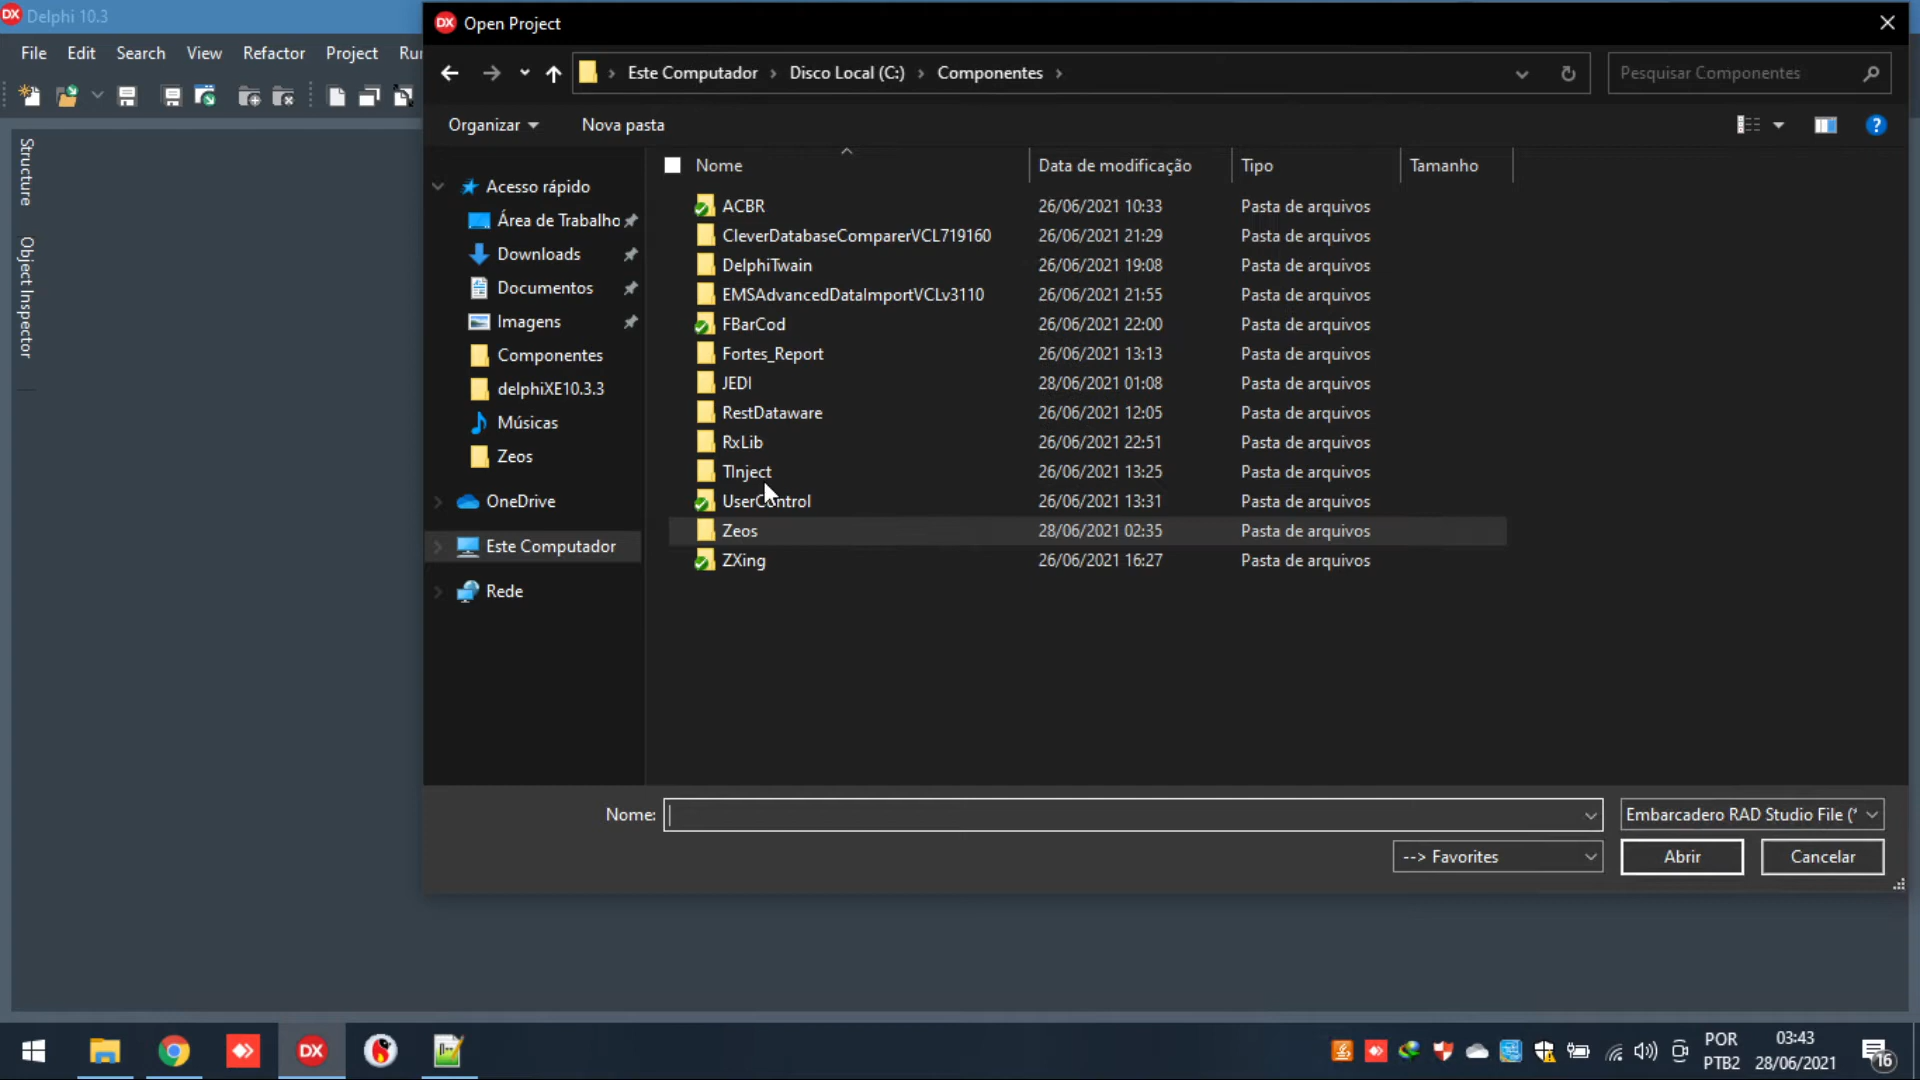 Delphi 10.3
DX Open Project
File Edit Search View Refactor Project Ru
Este Computador Disco Local (C:) Componentes
Pesquisar Componentes
Organizar Nova pasta
Structure
Object Inspector
Nome Data de modificação Tipo Tamanho
Acesso rápido
Área de Trabalho
Downloads
Documentos
Imagens
Componentes
delphiXE10.3.3
Músicas
Zeos
OneDrive
Este Computador
Rede
ACBR 26/06/2021 10:33 Pasta de arquivos
CleverDatabaseComparerVCL719160 26/06/2021 21:29 Pasta de arquivos
DelphiTwain 26/06/2021 19:08 Pasta de arquivos
EMSAdvancedDataImportVCLv3110 26/06/2021 21:55 Pasta de arquivos
FBarCod 26/06/2021 22:00 Pasta de arquivos
Fortes_Report 26/06/2021 13:13 Pasta de arquivos
JEDI 28/06/2021 01:08 Pasta de arquivos
RestDataware 26/06/2021 12:05 Pasta de arquivos
RxLib 26/06/2021 22:51 Pasta de arquivos
TInject 26/06/2021 13:25 Pasta de arquivos
UserControl 26/06/2021 13:31 Pasta de arquivos
Zeos 28/06/2021 02:35 Pasta de arquivos
ZXing 26/06/2021 16:27 Pasta de arquivos
Nome: Embarcadero RAD Studio File (*
--> Favorites Abrir Cancelar
DX
POR 03:43
PTB2 28/06/2021 16